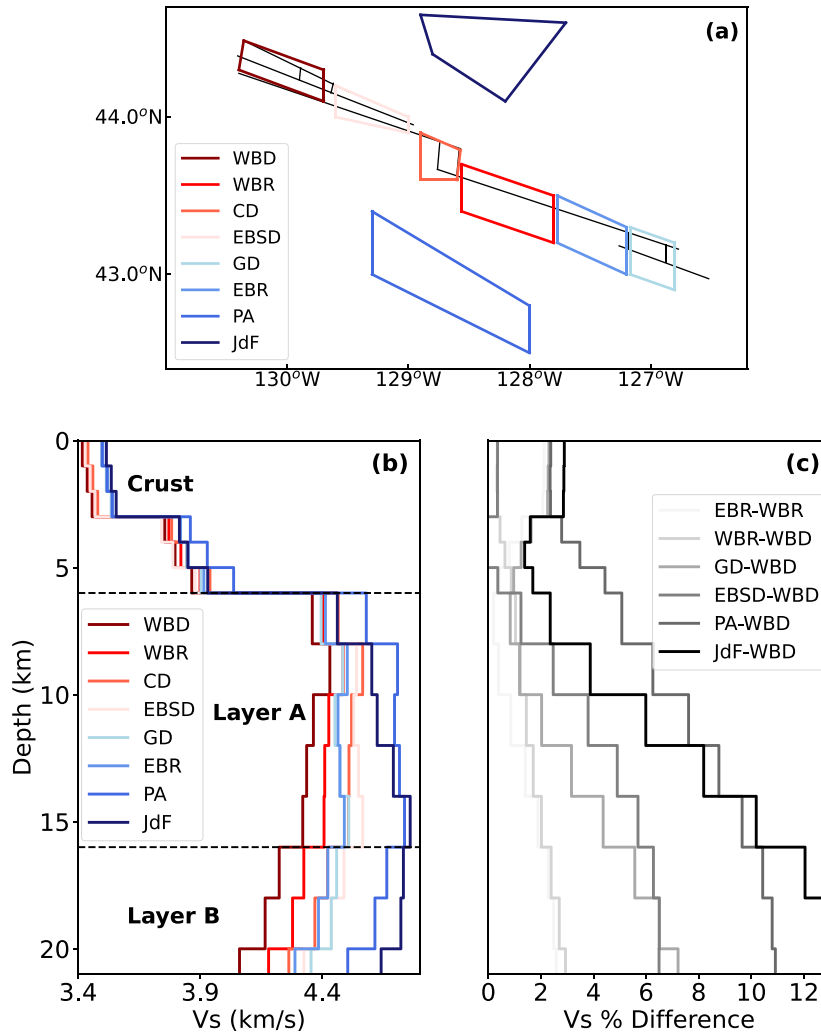 (a)
44.0°N
43.0°N
WBD
WBR
CD
EBSD
GD
EBR
PA
JdF
130°W
129°W
128°W
127°W
0
5
10
15
20
Depth (km)
(b)
Crust
Layer A
Layer B
WBD
WBR
CD
EBSD
GD
EBR
PA
JdF
3.4
3.9
4.4
Vs (km/s)
(c)
EBR-WBR
WBR-WBD
GD-WBD
EBSD-WBD
PA-WBD
JdF-WBD
0
2
4
6
8
10
12
Vs % Difference